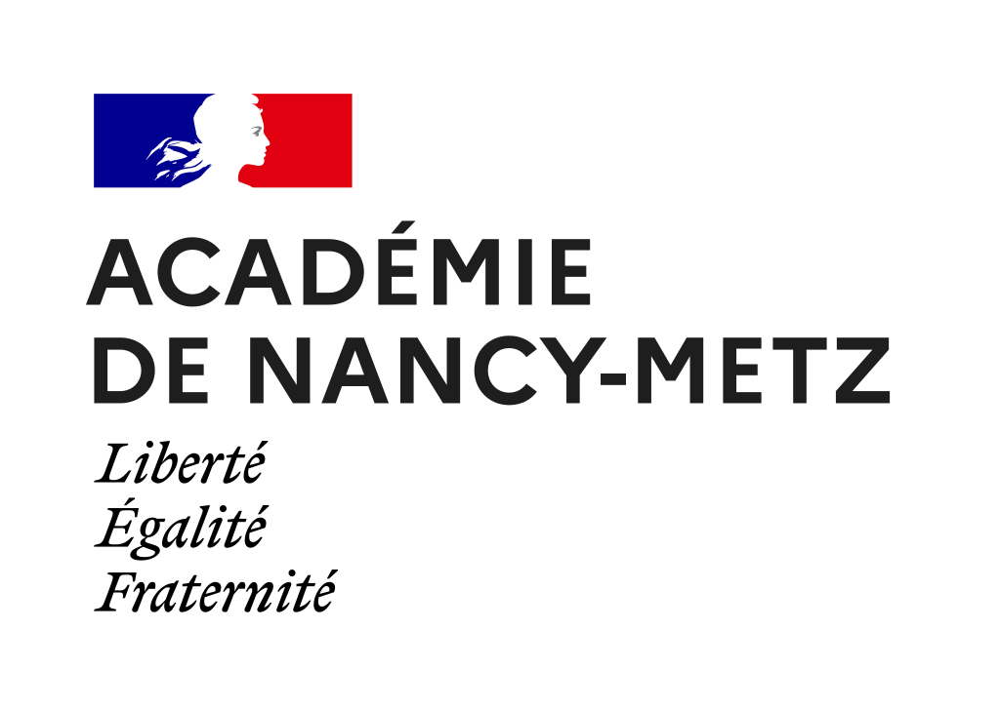 ACADÉMIE
DE NANCY-METZ
Liberté
Égalité
Fraternité